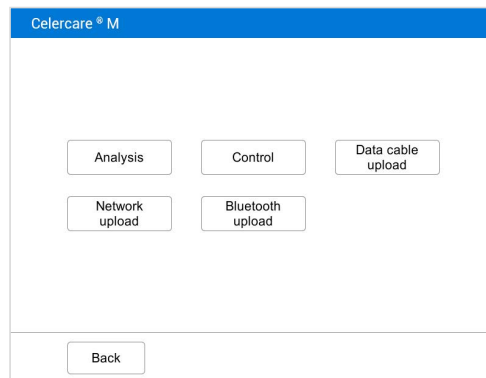 Celercare ® M
Analysis
Control
Data cable
upload
Network
upload
Bluetooth
upload
Back